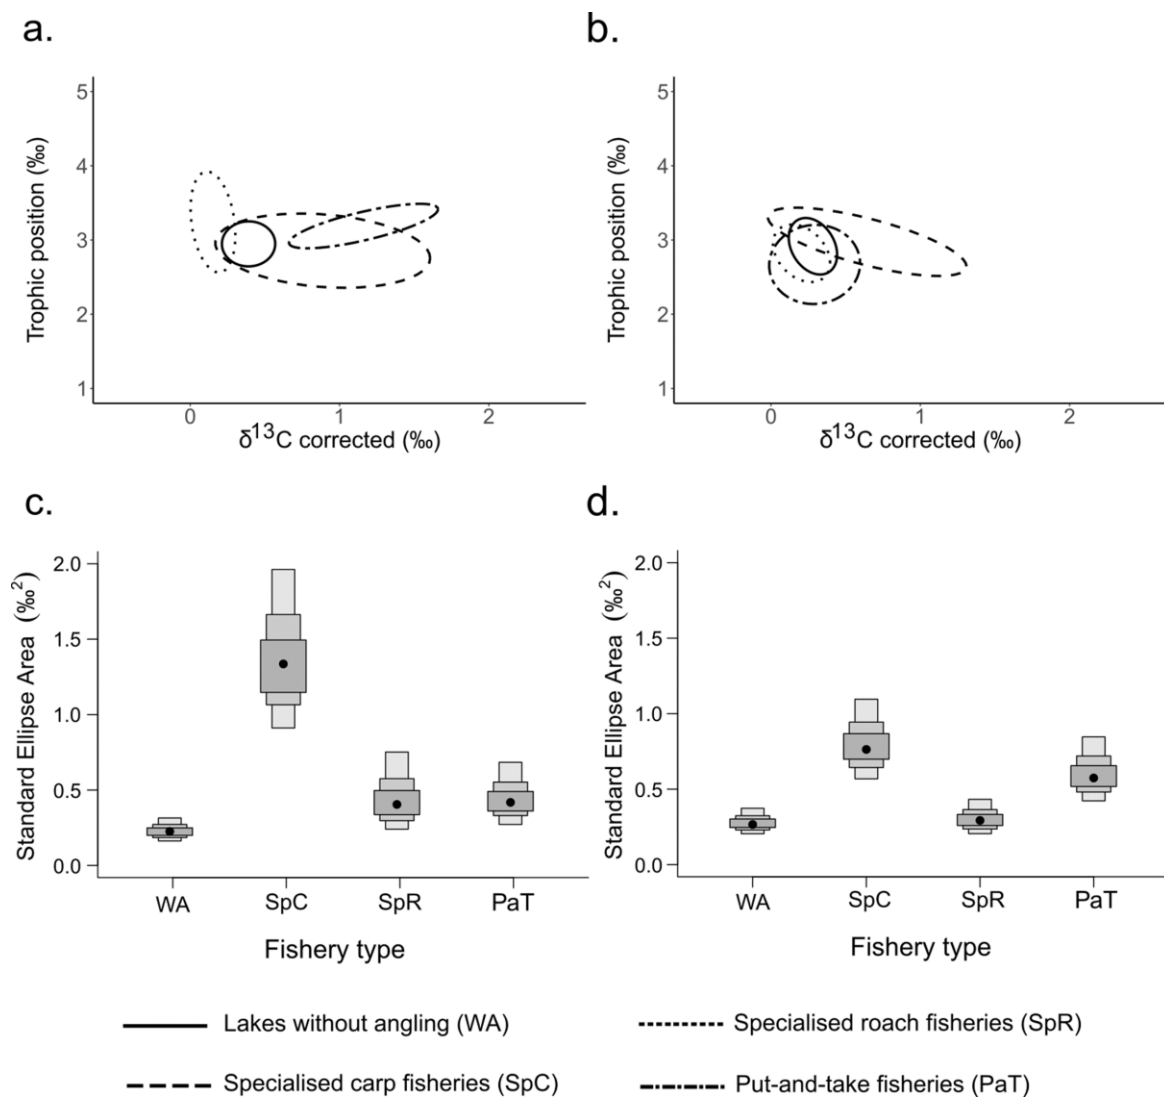 a.
b.
Trophic position (‰)
5
4
3
2
1
0 1 2
δ¹³C corrected (‰)
Trophic position (‰)
5
4
3
2
1
0 1 2
δ¹³C corrected (‰)
c.
d.
Standard Ellipse Area (‰²)
2.0
1.5
1.0
0.5
0.0
WA SpC SpR PaT
Fishery type
Standard Ellipse Area (‰²)
2.0
1.5
1.0
0.5
0.0
WA SpC SpR PaT
Fishery type
Lakes without angling (WA)
Specialised roach fisheries (SpR)
Specialised carp fisheries (SpC)
Put-and-take fisheries (PaT)